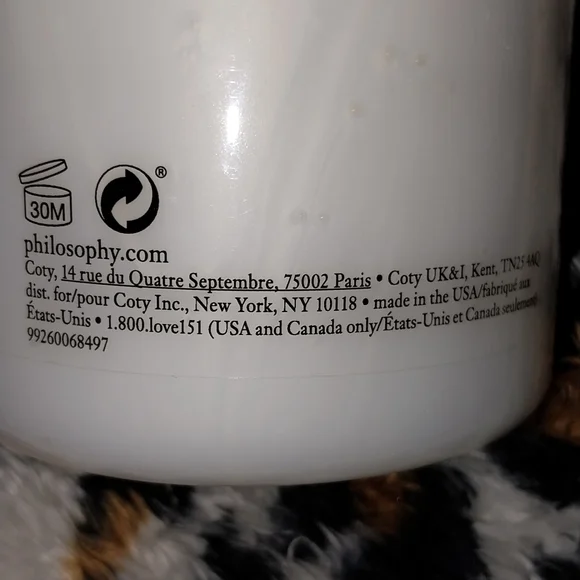 30M
®
philosophy.com
Coty, 14 rue du Quatre Septembre, 75002 Paris • Coty UK&I, Kent, TN25 4AQ
dist. for/pour Coty Inc., New York, NY 10118 • made in the USA/fabriqué aux
États-Unis • 1.800.love151 (USA and Canada only/États-Unis et Canada seulement)
99260068497